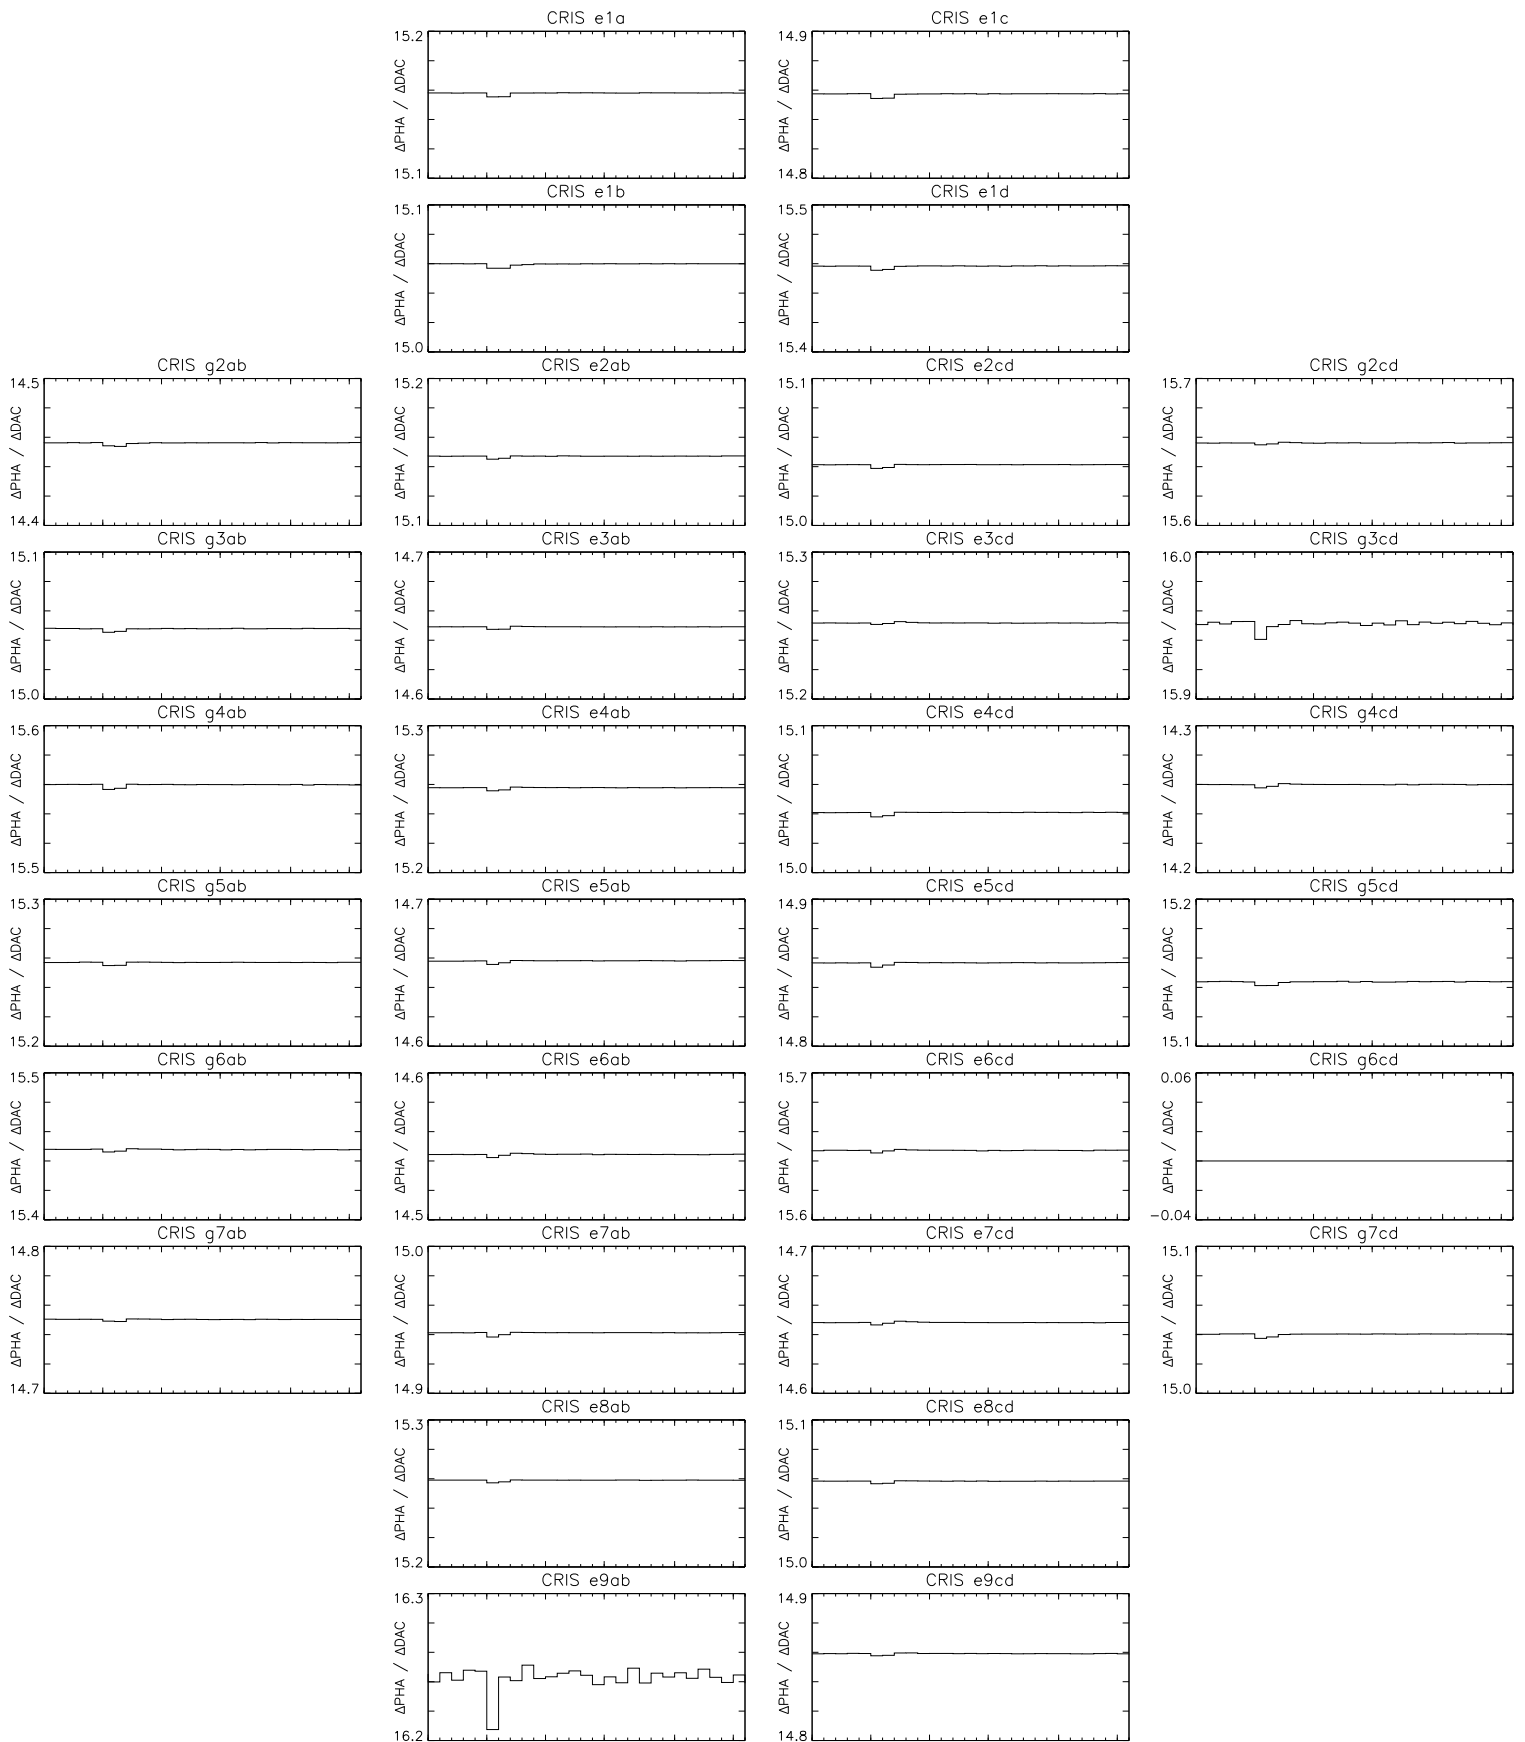 CRIS e1a
15.2
ΔPHA / ΔDAC
15.1
CRIS e1c
14.9
ΔPHA / ΔDAC
14.8
CRIS e1b
15.1
ΔPHA / ΔDAC
15.0
CRIS e1d
15.5
ΔPHA / ΔDAC
15.4
CRIS g2ab
14.5
ΔPHA / ΔDAC
14.4
CRIS e2ab
15.2
ΔPHA / ΔDAC
15.1
CRIS e2cd
15.1
ΔPHA / ΔDAC
15.0
CRIS g2cd
15.7
ΔPHA / ΔDAC
15.6
CRIS g3ab
15.1
ΔPHA / ΔDAC
15.0
CRIS e3ab
14.7
ΔPHA / ΔDAC
14.6
CRIS e3cd
15.3
ΔPHA / ΔDAC
15.2
CRIS g3cd
16.0
ΔPHA / ΔDAC
15.9
CRIS g4ab
15.6
ΔPHA / ΔDAC
15.5
CRIS e4ab
15.3
ΔPHA / ΔDAC
15.2
CRIS e4cd
15.1
ΔPHA / ΔDAC
15.0
CRIS g4cd
14.3
ΔPHA / ΔDAC
14.2
CRIS g5ab
15.3
ΔPHA / ΔDAC
15.2
CRIS e5ab
14.7
ΔPHA / ΔDAC
14.6
CRIS e5cd
14.9
ΔPHA / ΔDAC
14.8
CRIS g5cd
15.2
ΔPHA / ΔDAC
15.1
CRIS g6ab
15.5
ΔPHA / ΔDAC
15.4
CRIS e6ab
14.6
ΔPHA / ΔDAC
14.5
CRIS e6cd
15.7
ΔPHA / ΔDAC
15.6
CRIS g6cd
0.06
ΔPHA / ΔDAC
−0.04
CRIS g7ab
14.8
ΔPHA / ΔDAC
14.7
CRIS e7ab
15.0
ΔPHA / ΔDAC
14.9
CRIS e7cd
14.7
ΔPHA / ΔDAC
14.6
CRIS g7cd
15.1
ΔPHA / ΔDAC
15.0
CRIS e8ab
15.3
ΔPHA / ΔDAC
15.2
CRIS e8cd
15.1
ΔPHA / ΔDAC
15.0
CRIS e9ab
16.3
ΔPHA / ΔDAC
16.2
CRIS e9cd
14.9
ΔPHA / ΔDAC
14.8